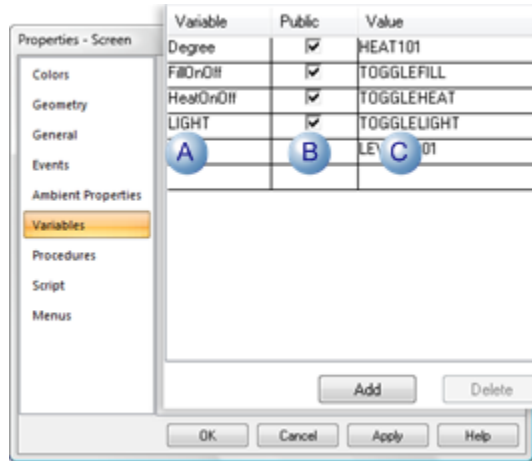 Variable Public Value
Properties - Screen
Degree HEAT101
FillOnOff TOGGLEFILL
HeatOnOff TOGGLEHEAT
LIGHT TOGGLELIGHT
A B C 01
Colors
Geometry
General
Events
Ambient Properties
Variables
Procedures
Script
Menus
Add Delete
OK Cancel Apply Help